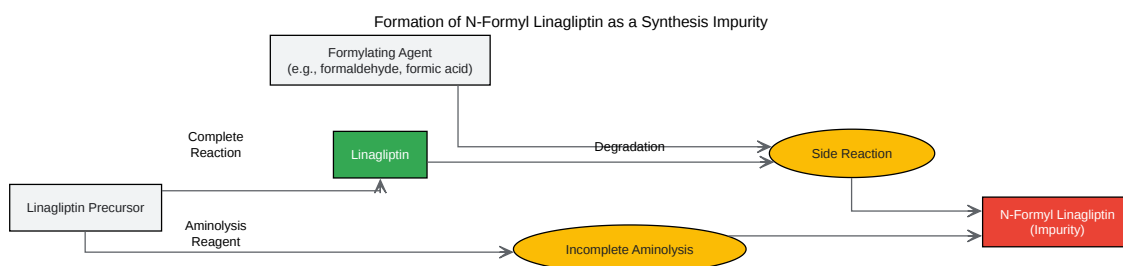 Formation of N-Formyl Linagliptin as a Synthesis Impurity
Formylating Agent
(e.g., formaldehyde, formic acid)
Complete
Reaction
Linagliptin
Degradation
Side Reaction
Linagliptin Precursor
Aminolysis
Reagent
Incomplete Aminolysis
N-Formyl Linagliptin
(Impurity)